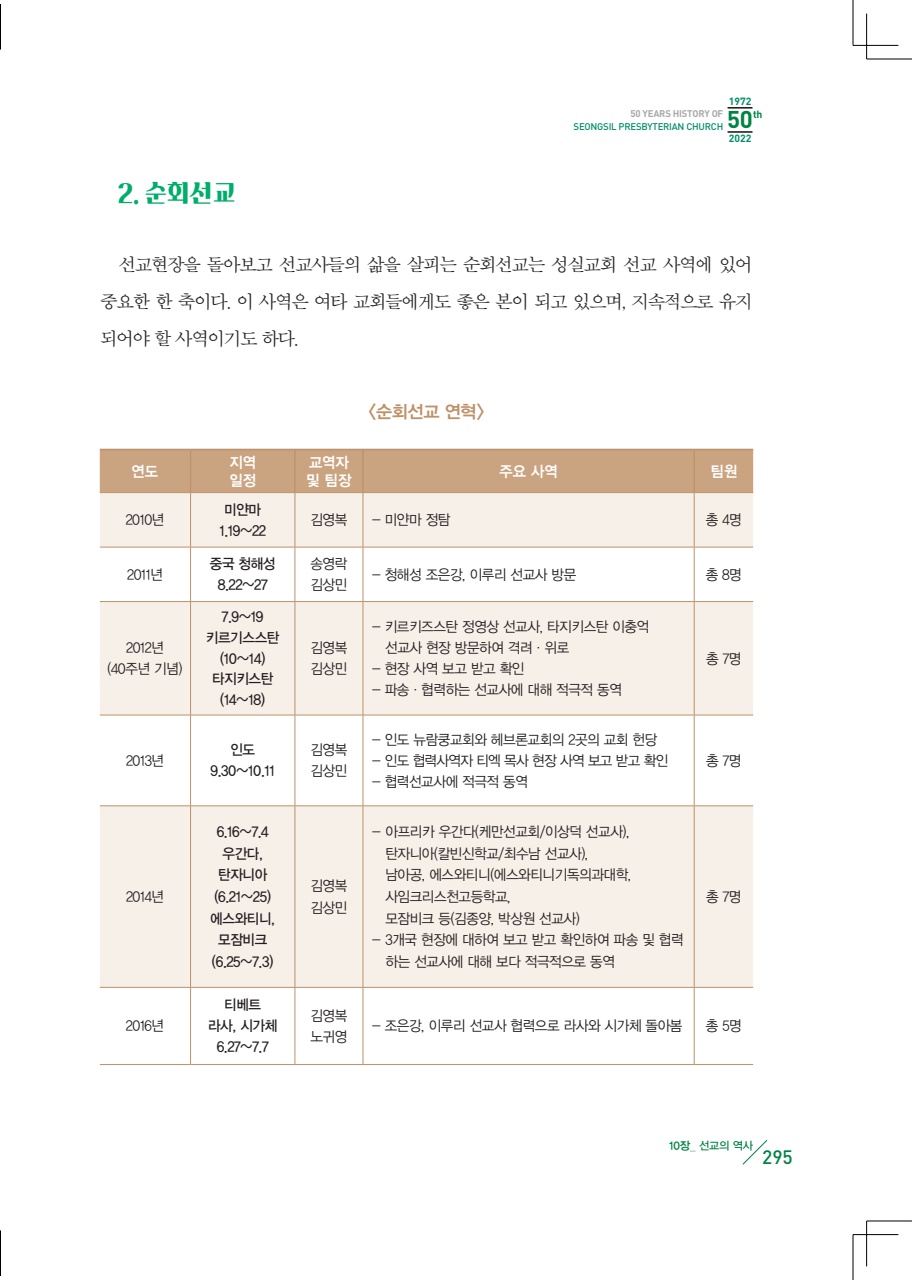 1972
50 YEARS HISTORY OF
SEONGSIL PRESBYTERIAN CHURCH
50th
2022
2. 순회선교
선교현장을 돌아보고 선교사들의 삶을 살피는 순회선교는 성실교회 선교 사역에 있어
중요한 한 축이다. 이 사역은 여타 교회들에게도 좋은 본이 되고 있으며, 지속적으로 유지
되어야 할 사역이기도 하다.
<순회선교 연혁>
연도
지역
일정
교역자
및 팀장
주요 사역
팀원
2010년
미얀마
1.19~22
김영복
- 미얀마 정탐
총 4명
2011년
중국 청해성
8.22~27
송영락
김상민
- 청해성 조은강, 이루리 선교사 방문
총 8명
2012년
(40주년 기념)
7.9~19
키르기스스탄
(10~14)
타지키스탄
(14~18)
김영복
김상민
- 키르키즈스탄 정영상 선교사, 타지키스탄 이충억
선교사 현장 방문하여 격려 · 위로
- 현장 사역 보고 받고 확인
- 파송 · 협력하는 선교사에 대해 적극적 동역
총 7명
2013년
인도
9.30~10.11
김영복
김상민
- 인도 뉴람쿵교회와 헤브론교회의 2곳의 교회 헌당
- 인도 협력사역자 티엑 목사 현장 사역 보고 받고 확인
- 협력선교사에 적극적 동역
총 7명
2014년
6.16~7.4
우간다,
탄자니아
(6.21~25)
에스와티니,
모잠비크
(6.25~7.3)
김영복
김상민
- 아프리카 우간다(케만선교회/이상덕 선교사),
탄자니아(칼빈신학교/최수남 선교사),
남아공, 에스와티니(에스와티니기독의과대학,
사임크리스천고등학교,
모잠비크 등(김종양, 박상원 선교사)
- 3개국 현장에 대하여 보고 받고 확인하여 파송 및 협력
하는 선교사에 대해 보다 적극적으로 동역
총 7명
2016년
티베트
라사, 시가체
6.27~7.7
김영복
노귀영
- 조은강, 이루리 선교사 협력으로 라사와 시가체 돌아봄
총 5명
10장_ 선교의 역사
295